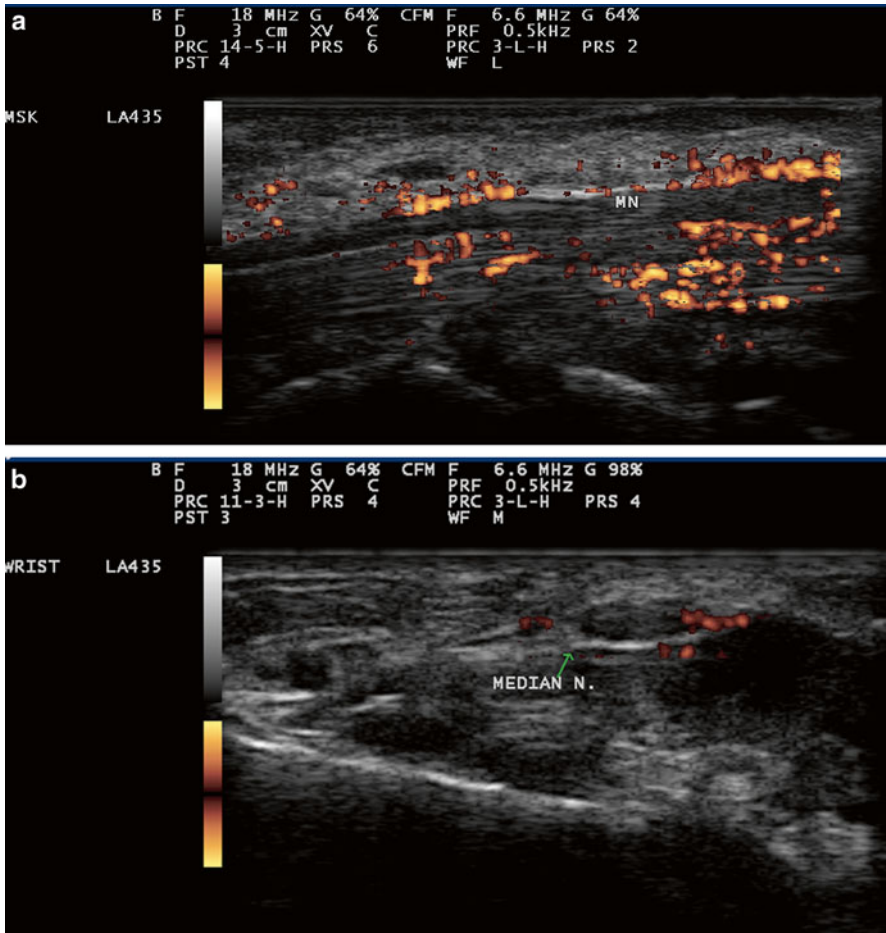 a
B F 18 MHz G 64% CFM F 6.6 MHz G 64%
D 3 cm XV C PRF 0.5kHz
PRC 14-5-H PRS 6 PRC 3-L-H PRS 2
PST 4 WF L
MSK LA435
MN
b
B F 18 MHz G 64% CFM F 6.6 MHz G 98%
D 3 cm XV C PRF 0.5kHz
PRC 11-3-H PRS 4 PRC 3-L-H PRS 4
PST 3 WF M
WRIST LA435
MEDIAN N.